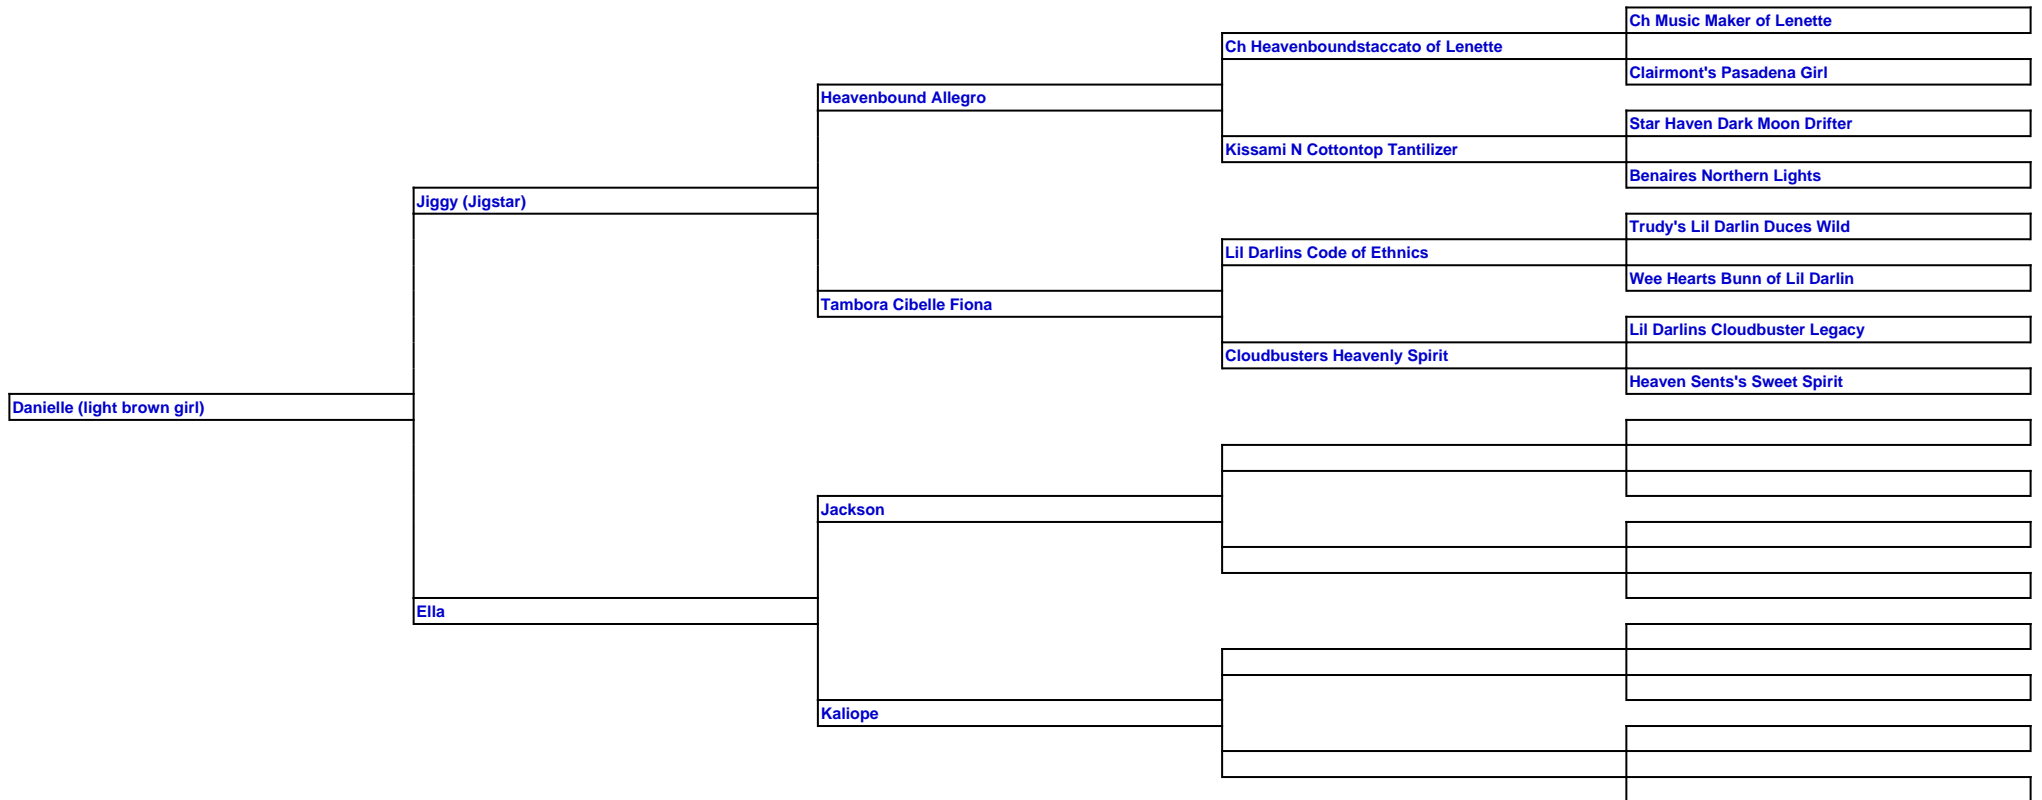 Ch Music Maker of Lenette
Ch Heavenboundstaccato of Lenette
Clairmont's Pasadena Girl
Heavenbound Allegro
Star Haven Dark Moon Drifter
Kissami N Cottontop Tantilizer
Benaires Northern Lights
Jiggy (Jigstar)
Trudy's Lil Darlin Duces Wild
Lil Darlins Code of Ethnics
Wee Hearts Bunn of Lil Darlin
Tambora Cibelle Fiona
Lil Darlins Cloudbuster Legacy
Cloudbusters Heavenly Spirit
Heaven Sents's Sweet Spirit
Danielle (light brown girl)
Jackson
Ella
Kaliope